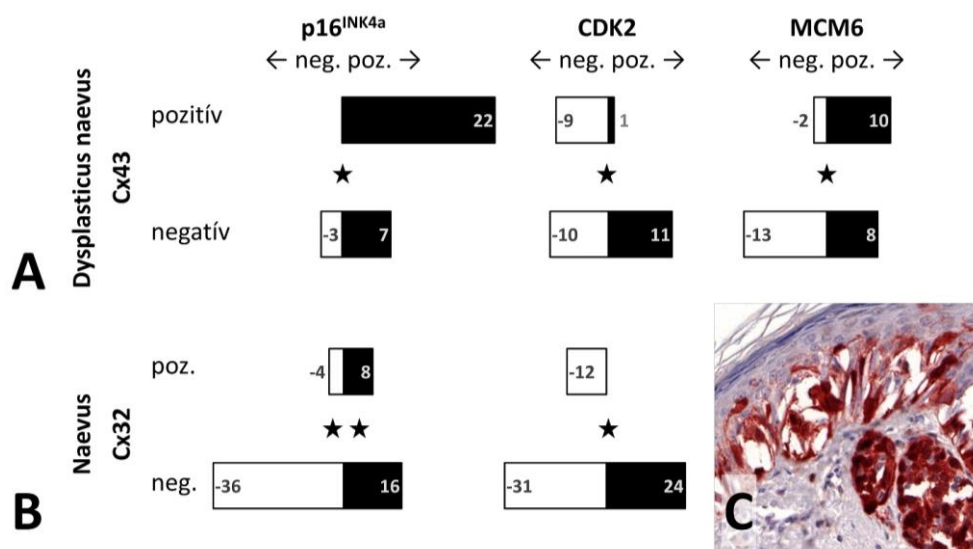 p16INK4a CDK2 MCM6
← neg. poz. → ← neg. poz. → ← neg. poz. →
Dysplasticus naevus
Cx43
pozitív 22 -9 1 -2 10
★ ★ ★
negatív -3 7 -10 11 -13 8
A
Naevus
Cx32
poz. -4 8 -12
★★ ★
neg. -36 16 -31 24
B C